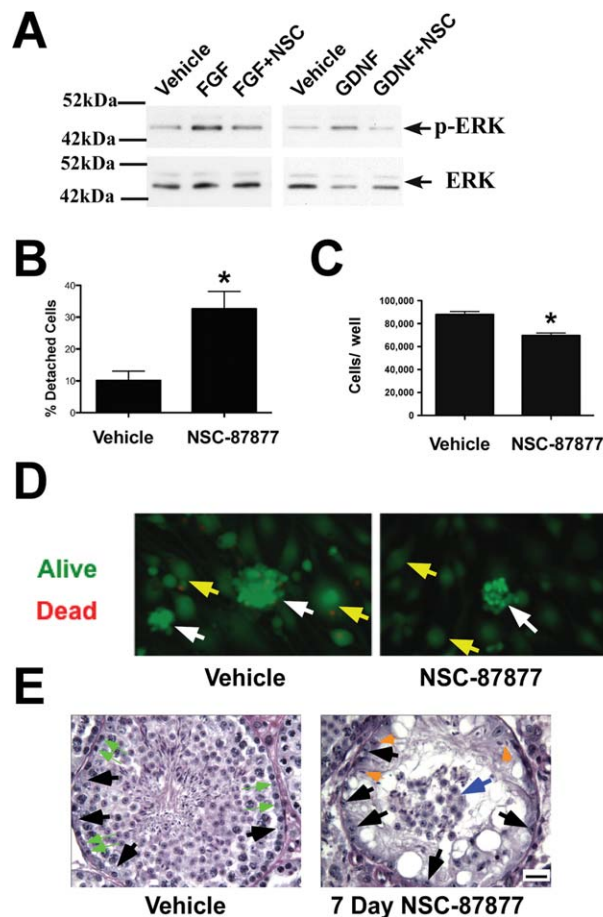 A
Vehicle FGF FGF+NSC Vehicle GDNF GDNF+NSC
52kDa
42kDa
p-ERK
52kDa
42kDa
ERK
B
% Detached Cells
40
30
20
10
0
*
Vehicle NSC-87877
C
Cells/ well
100,000
80,000
60,000
40,000
20,000
0
*
Vehicle NSC-87877
D
Alive
Dead
Vehicle NSC-87877
E
Vehicle 7 Day NSC-87877